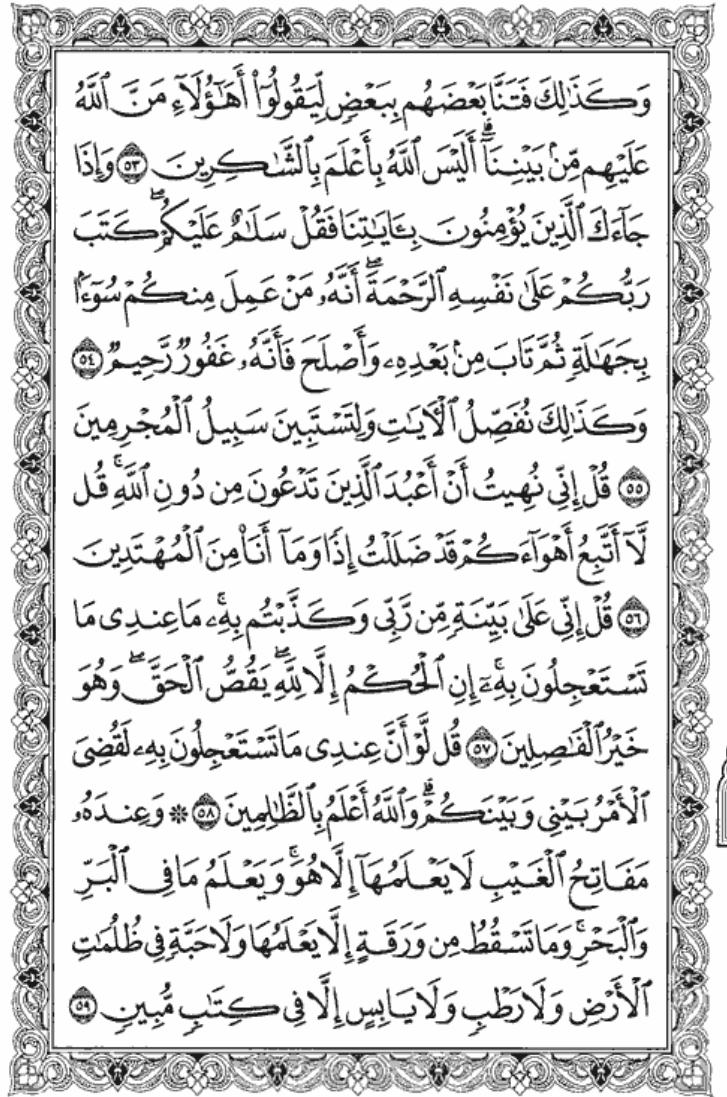 وَكَذَٰلِكَ فَتَنَّا بَعْضَهُم بِبَعْضٍ لِّيَقُولُوٓا۟ أَهَٰٓؤُلَآءِ مَنَّ ٱللَّهُ
عَلَيْهِم مِّنۢ بَيْنِنَآ ۗ أَلَيْسَ ٱللَّهُ بِأَعْلَمَ بِٱلشَّٰكِرِينَ ٥٣ وَإِذَا
جَآءَكَ ٱلَّذِينَ يُؤْمِنُونَ بِـَٔايَٰتِنَا فَقُلْ سَلَٰمٌ عَلَيْكُمْ ۖ كَتَبَ
رَبُّكُمْ عَلَىٰ نَفْسِهِ ٱلرَّحْمَةَ ۖ أَنَّهُۥ مَنْ عَمِلَ مِنكُمْ سُوٓءًۢا
بِجَهَٰلَةٍ ثُمَّ تَابَ مِنۢ بَعْدِهِۦ وَأَصْلَحَ فَأَنَّهُۥ غَفُورٌ رَّحِيمٌ ٥٤
وَكَذَٰلِكَ نُفَصِّلُ ٱلْـَٔايَٰتِ وَلِتَسْتَبِينَ سَبِيلُ ٱلْمُجْرِمِينَ
٥٥ قُلْ إِنِّى نُهِيتُ أَنْ أَعْبُدَ ٱلَّذِينَ تَدْعُونَ مِن دُونِ ٱللَّهِ ۚ قُل
لَّآ أَتَّبِعُ أَهْوَآءَكُمْ قَدْ ضَلَلْتُ إِذًا وَمَآ أَنَا۠ مِنَ ٱلْمُهْتَدِينَ
٥٦ قُلْ إِنِّى عَلَىٰ بَيِّنَةٍ مِّن رَّبِّى وَكَذَّبْتُم بِهِۦ ۚ مَا عِندِى مَا
تَسْتَعْجِلُونَ بِهِۦٓ ۚ إِنِ ٱلْحُكْمُ إِلَّا لِلَّهِ ۖ يَقُصُّ ٱلْحَقَّ ۖ وَهُوَ
خَيْرُ ٱلْفَٰصِلِينَ ٥٧ قُل لَّوْ أَنَّ عِندِى مَا تَسْتَعْجِلُونَ بِهِۦ لَقُضِىَ
ٱلْأَمْرُ بَيْنِى وَبَيْنَكُمْ ۗ وَٱللَّهُ أَعْلَمُ بِٱلظَّٰلِمِينَ ٥٨ ۞ وَعِندَهُۥ
مَفَاتِحُ ٱلْغَيْبِ لَا يَعْلَمُهَآ إِلَّا هُوَ ۚ وَيَعْلَمُ مَا فِى ٱلْبَرِّ
وَٱلْبَحْرِ ۚ وَمَا تَسْقُطُ مِن وَرَقَةٍ إِلَّا يَعْلَمُهَا وَلَا حَبَّةٍ فِى ظُلُمَٰتِ
ٱلْأَرْضِ وَلَا رَطْبٍ وَلَا يَابِسٍ إِلَّا فِى كِتَٰبٍ مُّبِينٍ ٥٩